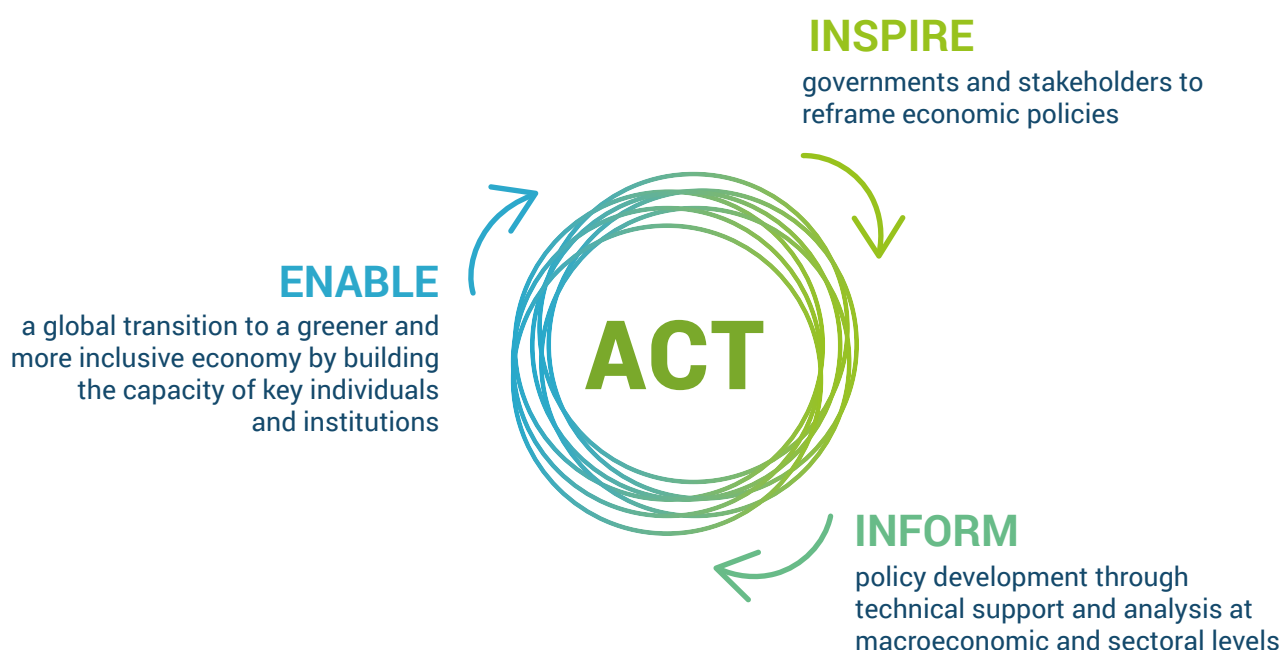 INSPIRE
governments and stakeholders to
reframe economic policies
ENABLE
a global transition to a greener and
more inclusive economy by building
the capacity of key individuals
and institutions
ACT
INFORM
policy development through
technical support and analysis at
macroeconomic and sectoral levels